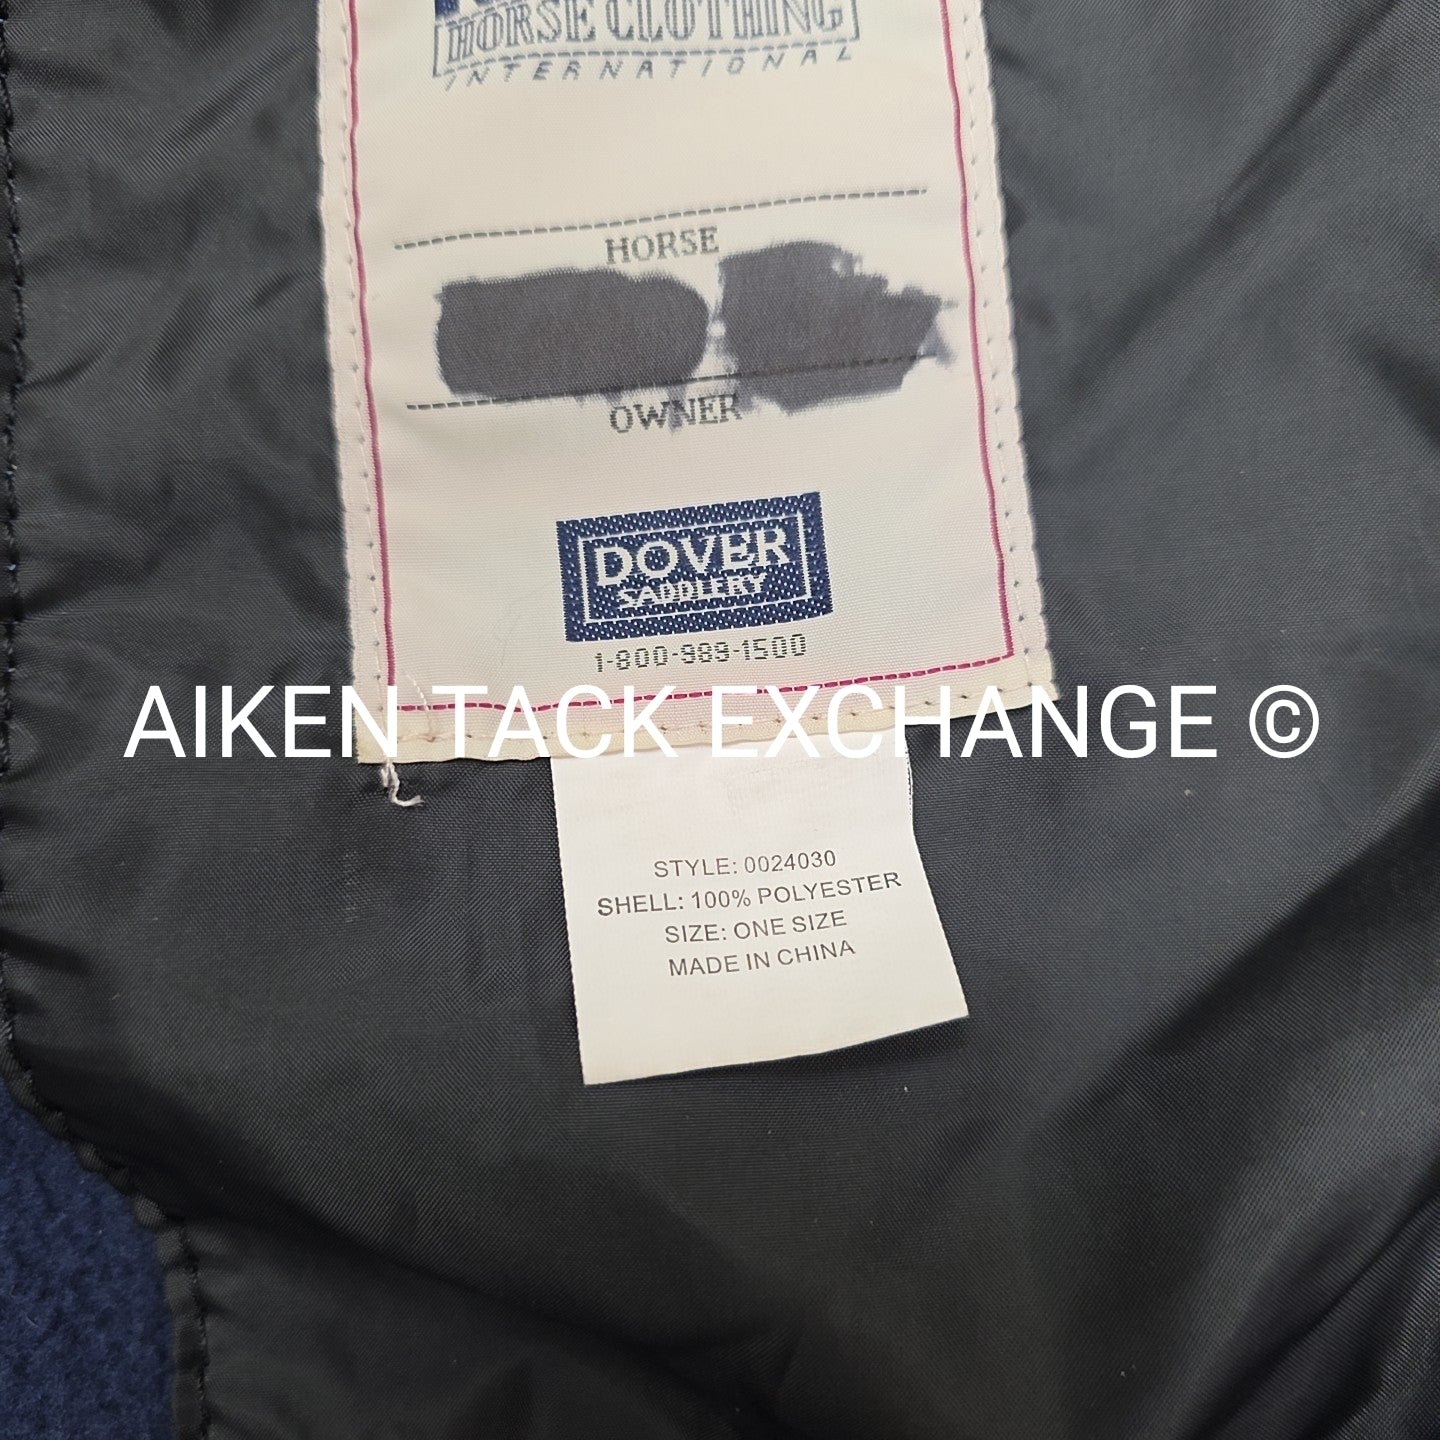 HORSE CLOTHING
INTERNATIONAL
HORSE
OWNER
DOVER
SADDLERY
1-800-989-1500
AIKEN TACK EXCHANGE ©
STYLE: 0024030
SHELL: 100% POLYESTER
SIZE: ONE SIZE
MADE IN CHINA